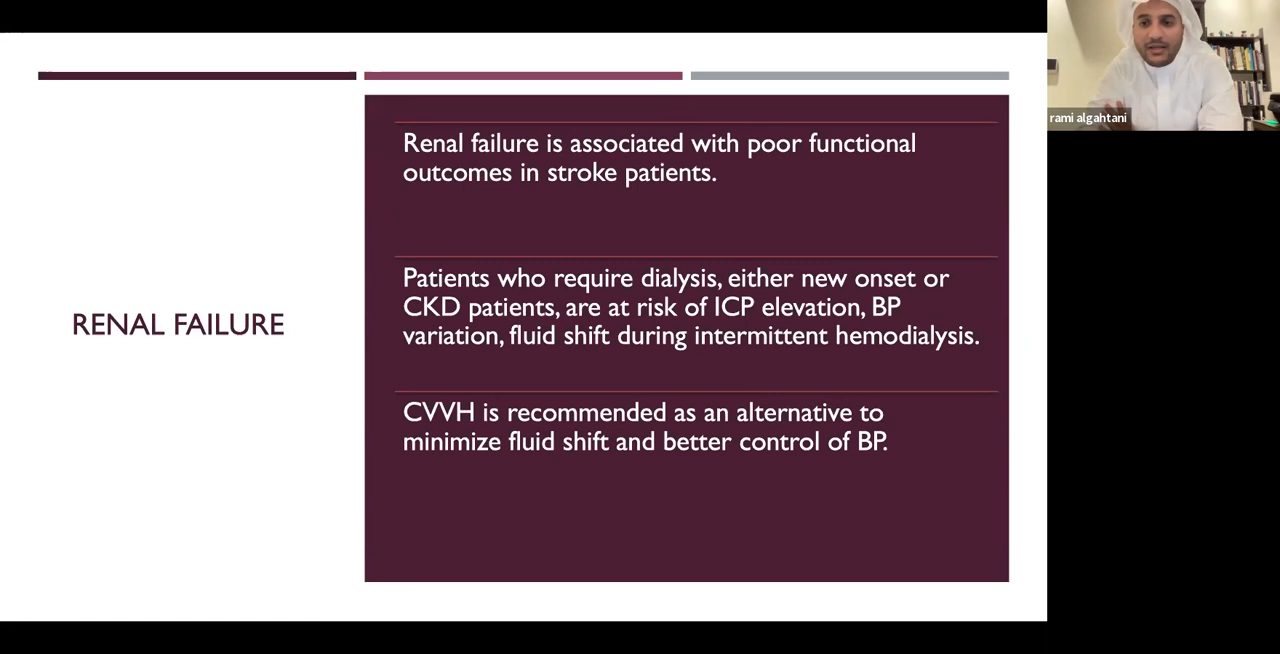 RENAL FAILURE
Renal failure is associated with poor functional
outcomes in stroke patients.
Patients who require dialysis, either new onset or
CKD patients, are at risk of ICP elevation, BP
variation, fluid shift during intermittent hemodialysis.
CVVH is recommended as an alternative to
minimize fluid shift and better control of BP.
rami algahtani